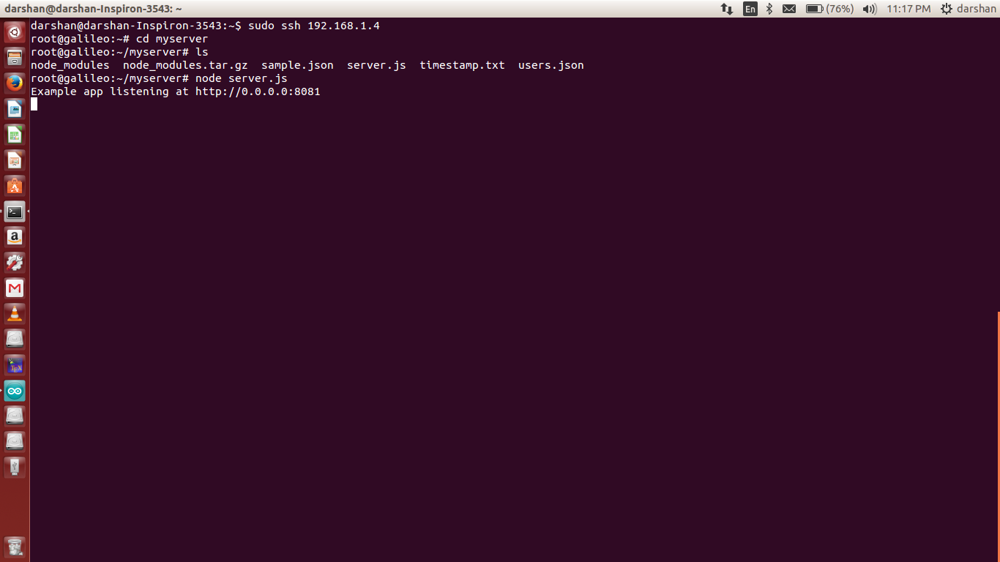 darshan@darshan-Inspiron-3543: ~
En
(76%)
11:17 PM
darshan
darshan@darshan-Inspiron-3543:~$ sudo ssh 192.168.1.4
root@galileo:~# cd myserver
root@galileo:~/myserver# ls
node_modules  node_modules.tar.gz  sample.json  server.js  timestamp.txt  users.json
root@galileo:~/myserver# node server.js
Example app listening at http://0.0.0.0:8081
a
TEX